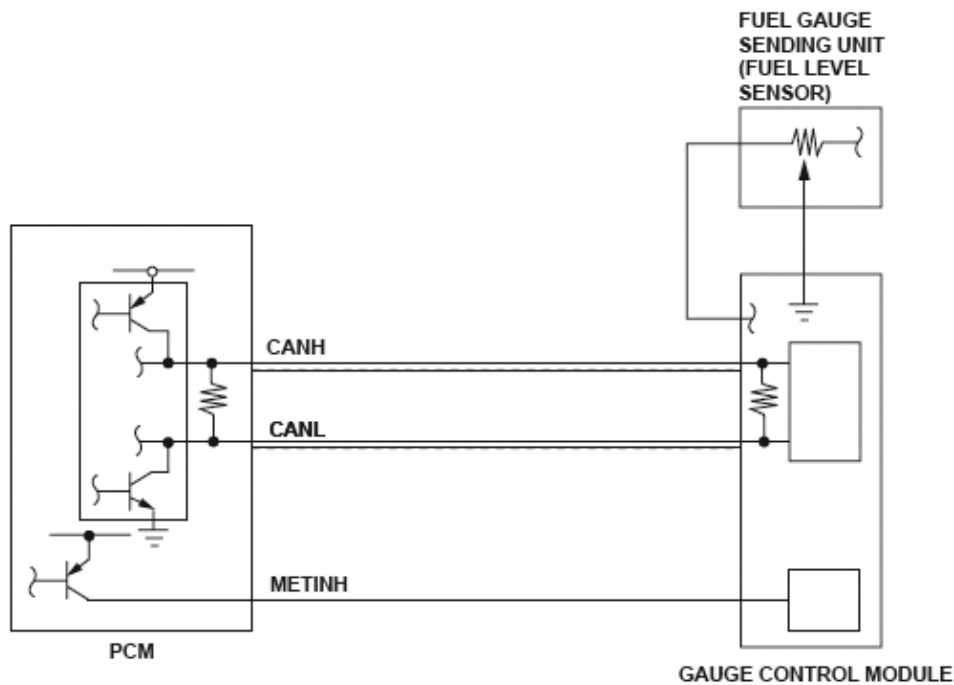 FUEL GAUGE
SENDING UNIT
(FUEL LEVEL
SENSOR)
CANH
CANL
METINH
PCM
GAUGE CONTROL MODULE